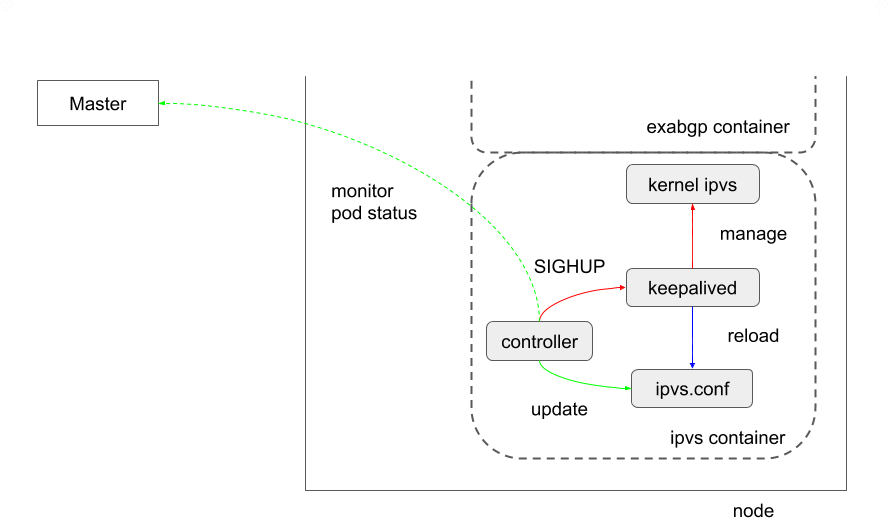 Master
exabgp container
kernel ipvs
monitor
pod status
manage
SIGHUP
keepalived
controller
reload
ipvs.conf
update
ipvs container
node